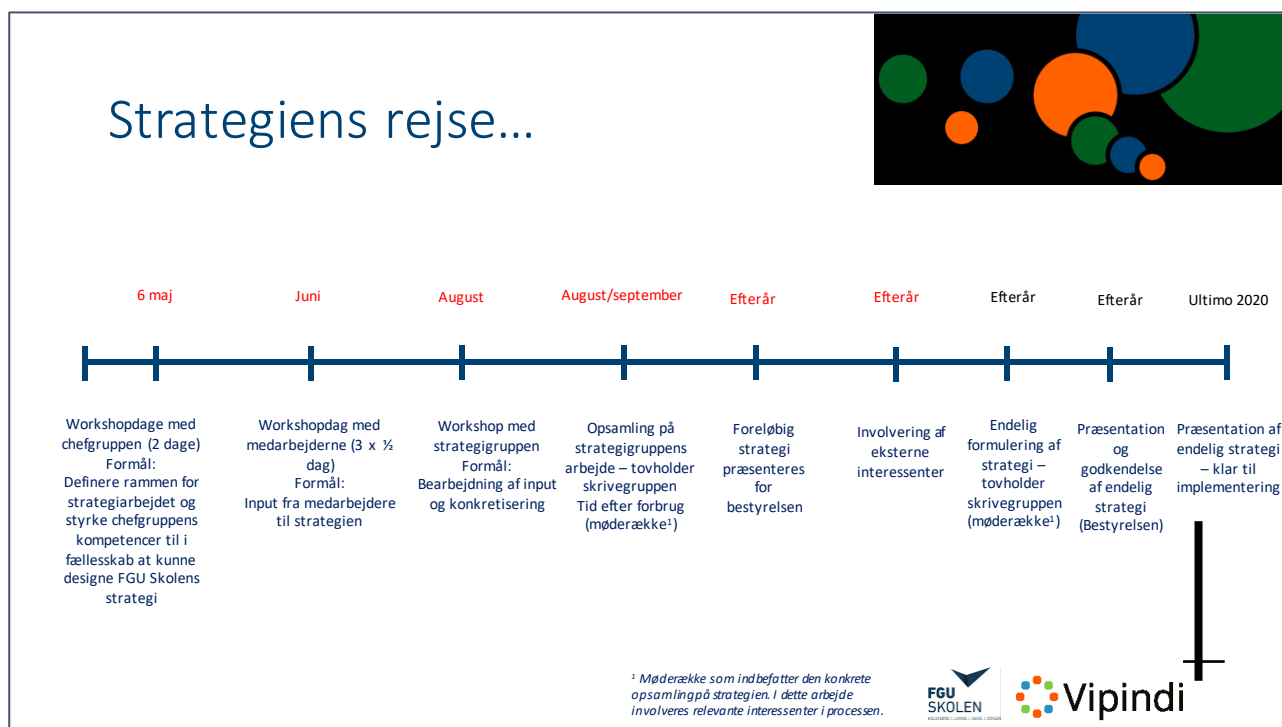 Strategiens rejse...
6 maj
Juni
August
August/september
Efterår
Efterår
Efterår
Efterår
Ultimo 2020
Workshopdage med
chefgruppen (2 dage)
Formål:
Definere rammen for
strategiarbejdet og
styrke chefgruppens
kompetencer til i
fællesskab at kunne
designe FGU Skolens
strategi
Workshopdag med
medarbejderne (3 x ½
dag)
Formål:
Input fra medarbejdere
til strategien
Workshop med
strategigruppen
Formål:
Bearbejdning af input
og konkretisering
Opsamling på
strategigruppens
arbejde – tovholder
skrivegruppen
Tid efter forbrug
(møderække¹)
Foreløbig
strategi
præsenteres
for
bestyrelsen
Involvering af
eksterne
interessenter
Endelig
formulering af
strategi –
tovholder
skrivegruppen
(møderække¹)
Præsentation
og
godkendelse
af endelig
strategi
(Bestyrelsen)
Præsentation af
endelig strategi
– klar til
implementering
¹ Møderække som indbefatter den konkrete
opsamling på strategien. I dette arbejde
involveres relevante interessenter i processen.
FGU
SKOLEN
Vipindi